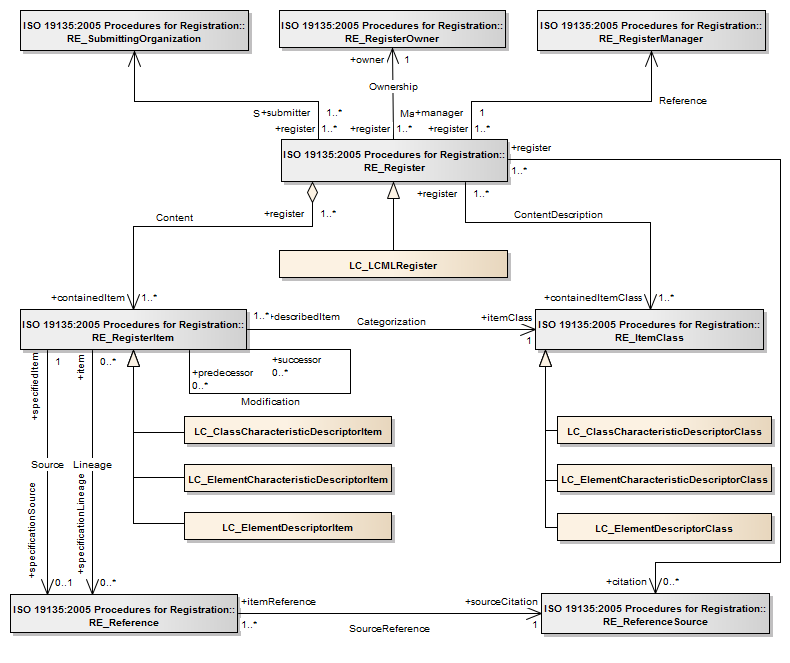 ISO 19135:2005 Procedures for Registration::
RE_SubmittingOrganization
ISO 19135:2005 Procedures for Registration::
RE_RegisterOwner
ISO 19135:2005 Procedures for Registration::
RE_RegisterManager
+owner 1
Ownership
Reference
S+submitter 1..*
Ma+manager 1
+register 1..*
+register 1..*
+register 1..*
ISO 19135:2005 Procedures for Registration::
RE_Register
+register
1..*
+register 1..*
+register 1..*
Content
ContentDescription
LC_LCMLRegister
+containedItem 1..*
+containedItemClass 1..*
ISO 19135:2005 Procedures for Registration::
RE_RegisterItem
1..* +describedItem
Categorization
+itemClass
1
ISO 19135:2005 Procedures for Registration::
RE_ItemClass
+specifiedItem
1
+item
0..*
+successor
0..*
+predecessor
0..*
Modification
LC_ClassCharacteristicDescriptorItem
LC_ElementCharacteristicDescriptorItem
LC_ElementDescriptorItem
LC_ClassCharacteristicDescriptorClass
LC_ElementCharacteristicDescriptorClass
LC_ElementDescriptorClass
Source
Lineage
+specificationSource
0..1
+specificationLineage
0..*
+citation 0..*
ISO 19135:2005 Procedures for Registration::
RE_Reference
+itemReference
1..*
SourceReference
+sourceCitation
1
ISO 19135:2005 Procedures for Registration::
RE_ReferenceSource